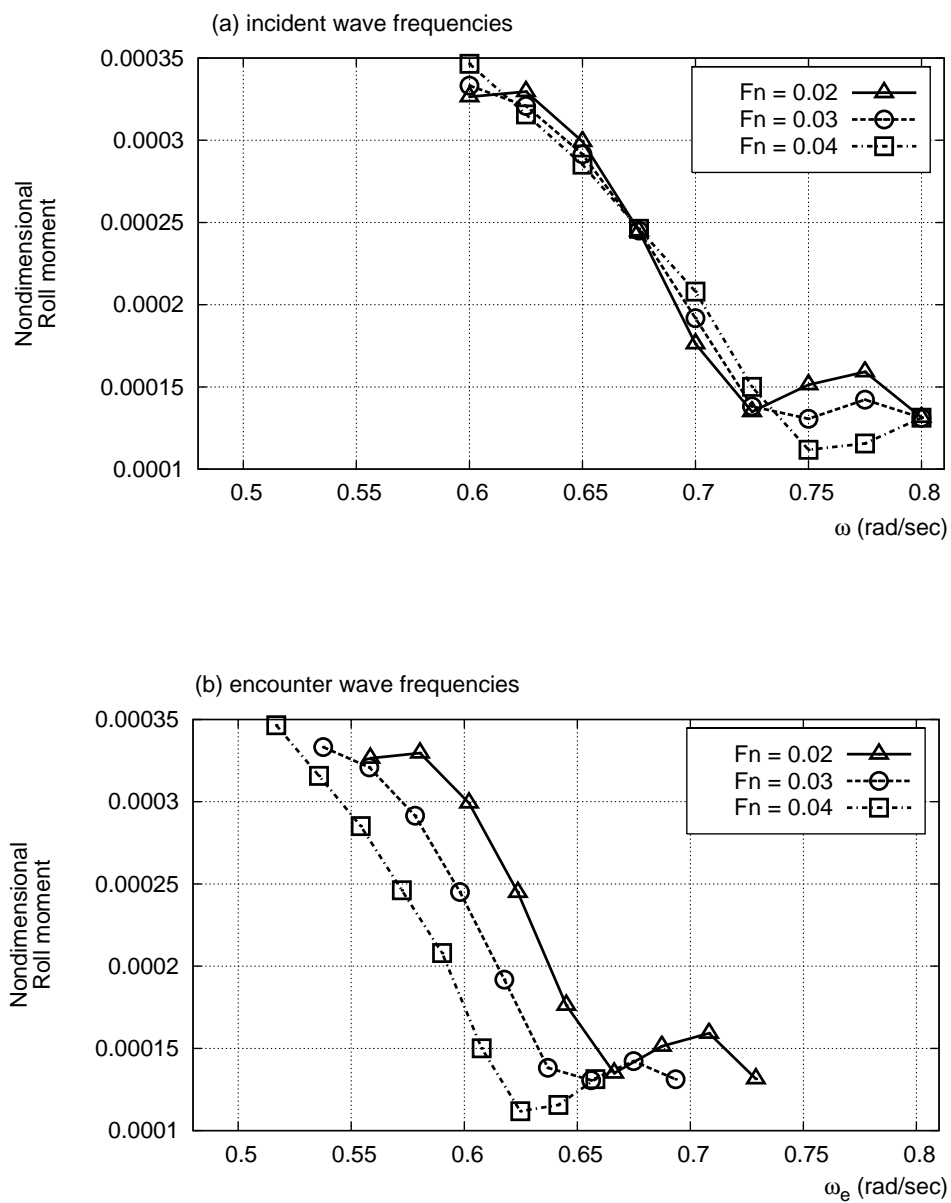 (a) incident wave frequencies
0.00035
0.0003
0.00025
0.0002
0.00015
0.0001
Nondimensional
Roll moment
Fn = 0.02
Fn = 0.03
Fn = 0.04
0.5 0.55 0.6 0.65 0.7 0.75 0.8
ω (rad/sec)
(b) encounter wave frequencies
0.00035
0.0003
0.00025
0.0002
0.00015
0.0001
Nondimensional
Roll moment
Fn = 0.02
Fn = 0.03
Fn = 0.04
0.5 0.55 0.6 0.65 0.7 0.75 0.8
ωe (rad/sec)